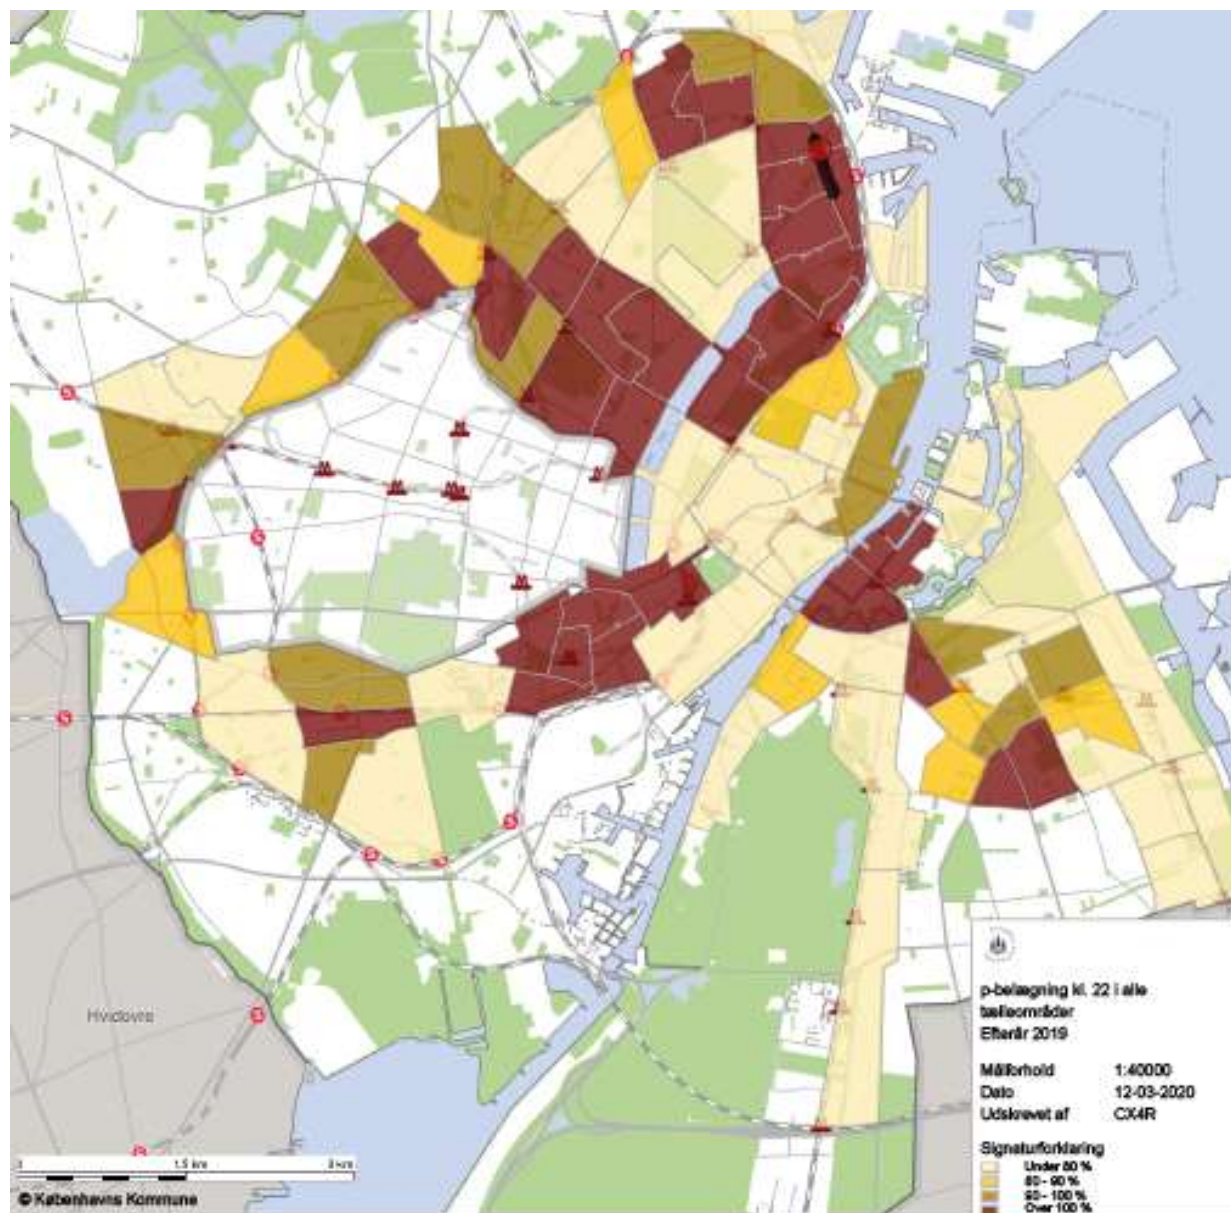 Hvidovre
p-belægning kl. 22 i alle
tælleområder
Efterår 2019
Målforhold 1:40000
Dato 12-03-2020
Udskrevet af CX4R
Signaturforklaring
Under 80 %
80 - 90 %
90 - 100 %
Over 100 %
1,5 km 3 km
© Københavns Kommune